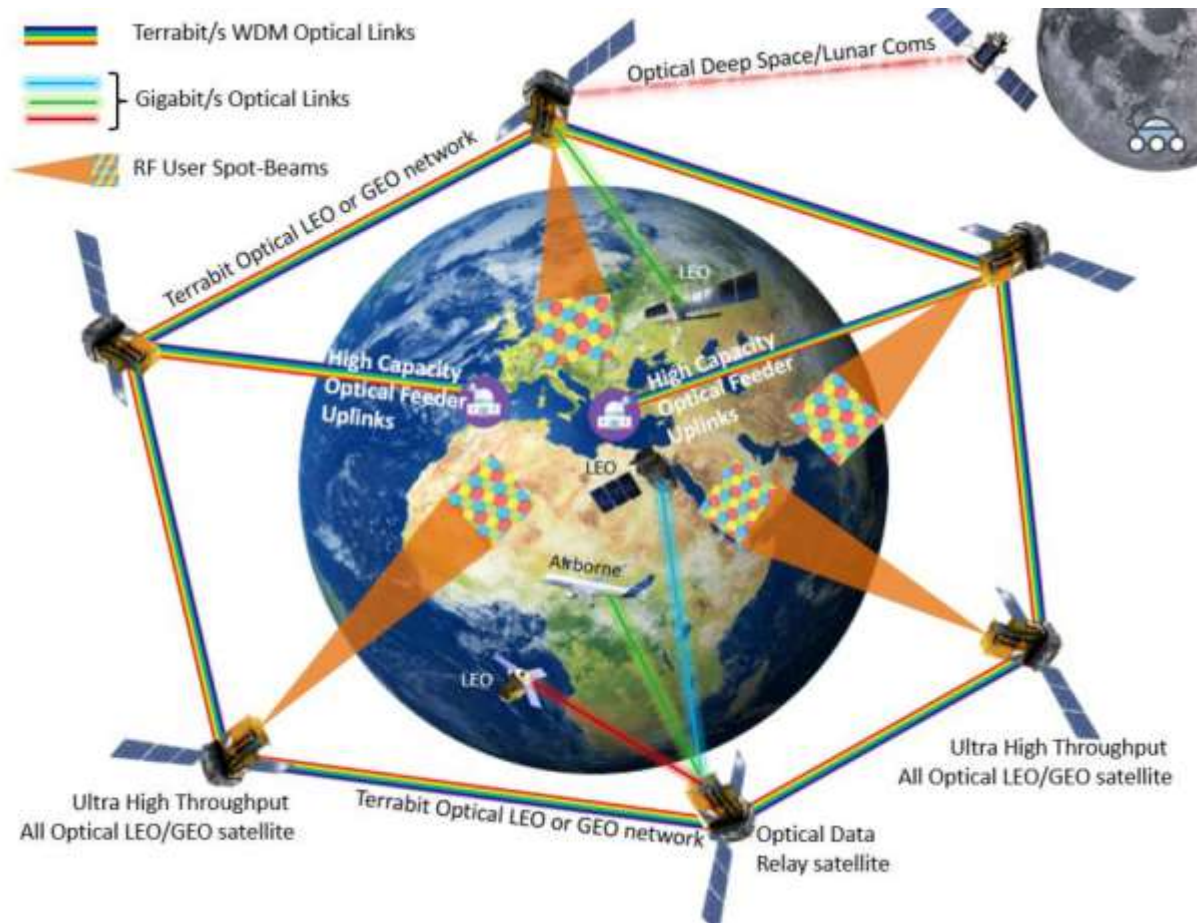 Terrabit/s WDM Optical Links
Gigabit/s Optical Links
RF User Spot-Beams
Optical Deep Space/Lunar Coms
Terrabit Optical LEO or GEO network
LEO
High Capacity
Optical Feeder
Uplinks
High Capacity
Optical Feeder
Uplinks
LEO
Airborne
LEO
Ultra High Throughput
All Optical LEO/GEO satellite
Ultra High Throughput
All Optical LEO/GEO satellite
Terrabit Optical LEO or GEO network
Optical Data
Relay satellite